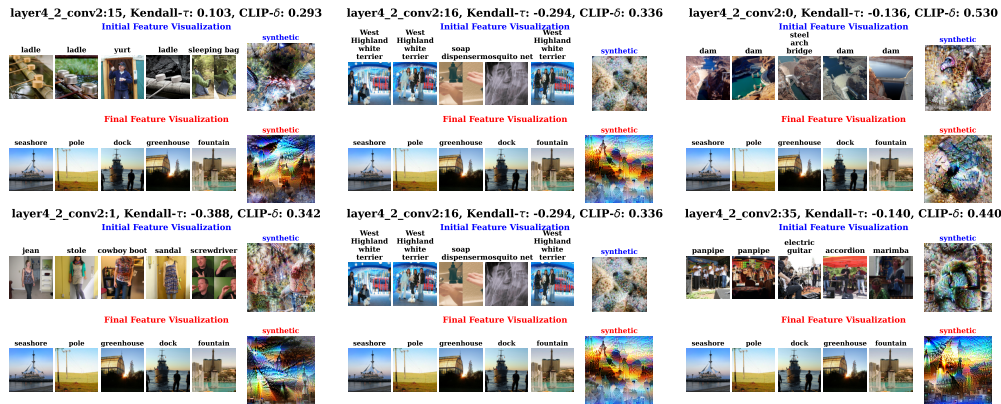 layer4_2_conv2:15, Kendall-τ: 0.103, CLIP-δ: 0.293
Initial Feature Visualization
ladle ladle yurt ladle sleeping bag synthetic
Final Feature Visualization
seashore pole dock greenhouse fountain synthetic
layer4_2_conv2:16, Kendall-τ: -0.294, CLIP-δ: 0.336
Initial Feature Visualization
West Highland white terrier West Highland white terrier soap dispenser mosquito net West Highland white terrier synthetic
Final Feature Visualization
seashore pole greenhouse dock fountain synthetic
layer4_2_conv2:0, Kendall-τ: -0.136, CLIP-δ: 0.530
Initial Feature Visualization
dam dam steel arch bridge dam dam synthetic
Final Feature Visualization
seashore pole greenhouse dock fountain synthetic
layer4_2_conv2:1, Kendall-τ: -0.388, CLIP-δ: 0.342
Initial Feature Visualization
jean stole cowboy boot sandal screwdriver synthetic
Final Feature Visualization
seashore pole greenhouse dock fountain synthetic
layer4_2_conv2:16, Kendall-τ: -0.294, CLIP-δ: 0.336
Initial Feature Visualization
West Highland white terrier West Highland white terrier soap dispenser mosquito net West Highland white terrier synthetic
Final Feature Visualization
seashore pole greenhouse dock fountain synthetic
layer4_2_conv2:35, Kendall-τ: -0.140, CLIP-δ: 0.440
Initial Feature Visualization
panpipe panpipe electric guitar accordion marimba synthetic
Final Feature Visualization
seashore pole greenhouse dock fountain synthetic